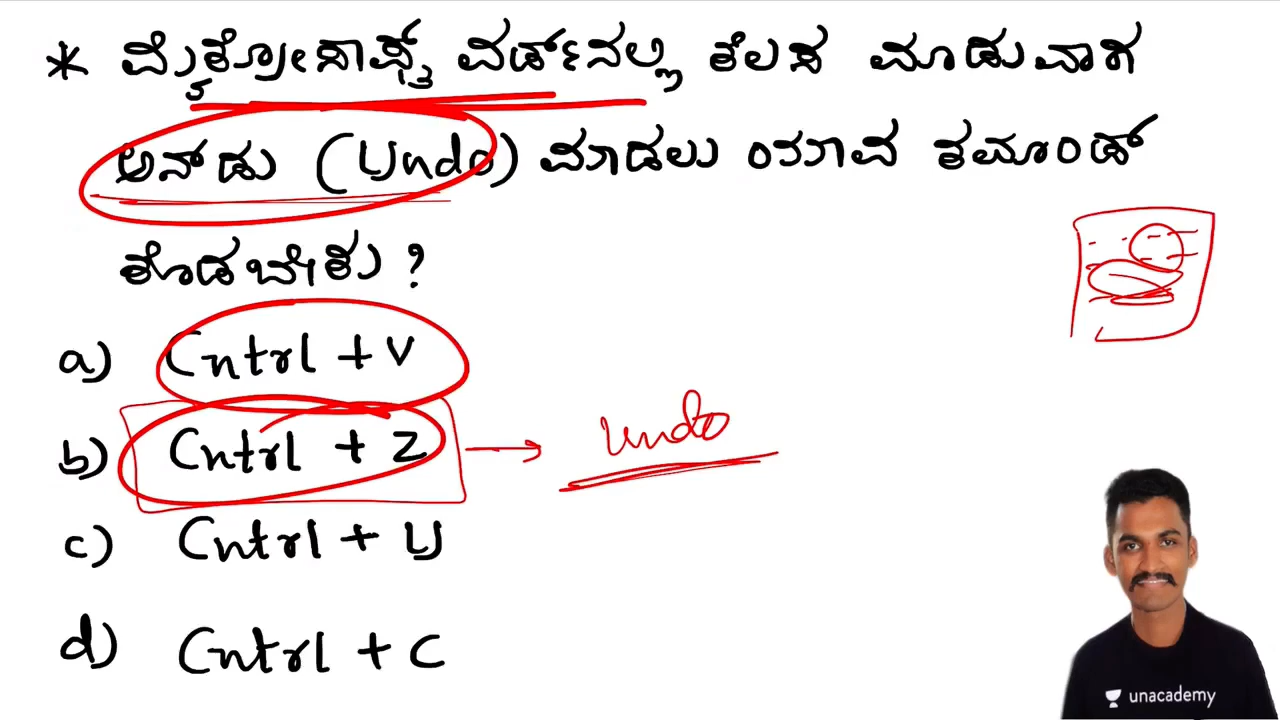 * ಮೈಕ್ರೋಸಾಫ್ಟ್ ವರ್ಡ್‌ನಲ್ಲಿ ಕೆಲಸ ಮಾಡುವಾಗ
ಅನ್‌ಡು (Undo) ಮಾಡಲು ಯಾವ ಕಮಾಂಡ್
ಕೊಡಬೇಕು ?
a) Cntrl + V
b) Cntrl + Z → undo
c) Cntrl + U
d) Cntrl + C
unacademy